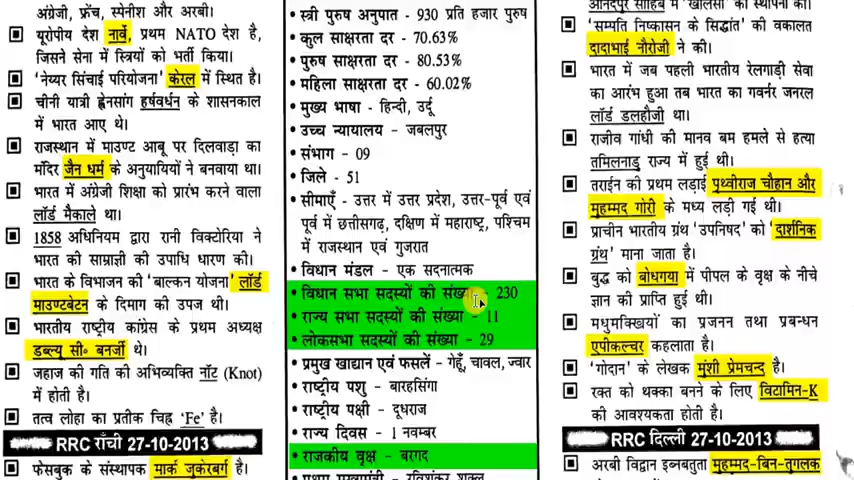 अंग्रेजी, फ्रेंच, स्पेनीश और अरबी।
यूरोपीय देश नार्वे, प्रथम NATO देश है,
जिसने सेना में स्त्रियों को भर्ती किया।
'नेय्यर सिंचाई परियोजना' केरल में स्थित है।
चीनी यात्री ह्वेनसांग हर्षवर्धन के शासनकाल
में भारत आए थे।
राजस्थान में माउण्ट आबू पर दिलवाड़ा का
मंदिर जैन धर्म के अनुयायियों ने बनवाया था।
भारत में अंग्रेजी शिक्षा को प्रारंभ करने वाला
लॉर्ड मैकाले था।
1858 अधिनियम द्वारा रानी विक्टोरिया ने
भारत की साम्राज्ञी की उपाधि धारण की।
भारत के विभाजन की 'बाल्कन योजना' लॉर्ड
माउण्टबेटन के दिमाग की उपज थी।
भारतीय राष्ट्रीय कांग्रेस के प्रथम अध्यक्ष
डब्ल्यू सी० बनर्जी थे।
जहाज की गति की अभिव्यक्ति नॉट (Knot)
में होती है।
तत्व लोहा का प्रतीक चिह्न 'Fe' है।
RRC राँची 27-10-2013
फेसबुक के संस्थापक मार्क जुकेरबर्ग है।
• स्त्री पुरुष अनुपात - 930 प्रति हजार पुरुष
• कुल साक्षरता दर - 70.63%
• पुरुष साक्षरता दर - 80.53%
• महिला साक्षरता दर - 60.02%
• मुख्य भाषा - हिन्दी, उर्दू
• उच्च न्यायालय - जबलपुर
• संभाग - 09
• जिले - 51
• सीमाएँ - उत्तर में उत्तर प्रदेश, उत्तर-पूर्व एवं
पूर्व में छत्तीसगढ़, दक्षिण में महाराष्ट्र, पश्चिम
में राजस्थान एवं गुजरात
• विधान मंडल - एक सदनात्मक
• विधान सभा सदस्यों की संख्या - 230
• राज्य सभा सदस्यों की संख्या - 11
• लोकसभा सदस्यों की संख्या - 29
• प्रमुख खाद्यान एवं फसलें - गेहूँ, चावल, ज्वार
• राष्ट्रीय पशु - बारहसिंगा
• राष्ट्रीय पक्षी - दूधराज
• राज्य दिवस - 1 नवम्बर
• राजकीय वृक्ष - बरगद
• प्रथम मुख्यमंत्री - रविशंकर शुक्ल
आनंदपुर साहिब में 'खालसा' की स्थापना की।
'सम्पति निष्कासन के सिद्धांत' की वकालत
दादाभाई नौरोजी ने की।
भारत में जब पहली भारतीय रेलगाड़ी सेवा
का आरंभ हुआ तब भारत का गवर्नर जनरल
लॉर्ड डलहौजी था।
राजीव गांधी की मानव बम हमले से हत्या
तमिलनाडु राज्य में हुई थी।
तराईन की प्रथम लड़ाई पृथ्वीराज चौहान और
मुहम्मद गोरी के मध्य लड़ी गई थी।
प्राचीन भारतीय ग्रंथ 'उपनिषद' को 'दार्शनिक
ग्रंथ' माना जाता है।
बुद्ध को बोधगया में पीपल के वृक्ष के नीचे
ज्ञान की प्राप्ति हुई थी।
मधुमक्खियों का प्रजनन तथा प्रबन्धन
एपीकल्चर कहलाता है।
'गोदान' के लेखक मुंशी प्रेमचन्द है।
रक्त को थक्का बनने के लिए विटामिन-K
की आवश्यकता होती है।
RRC दिल्ली 27-10-2013
अरबी विद्वान इब्नबतुता मुहम्मद-बिन-तुगलक